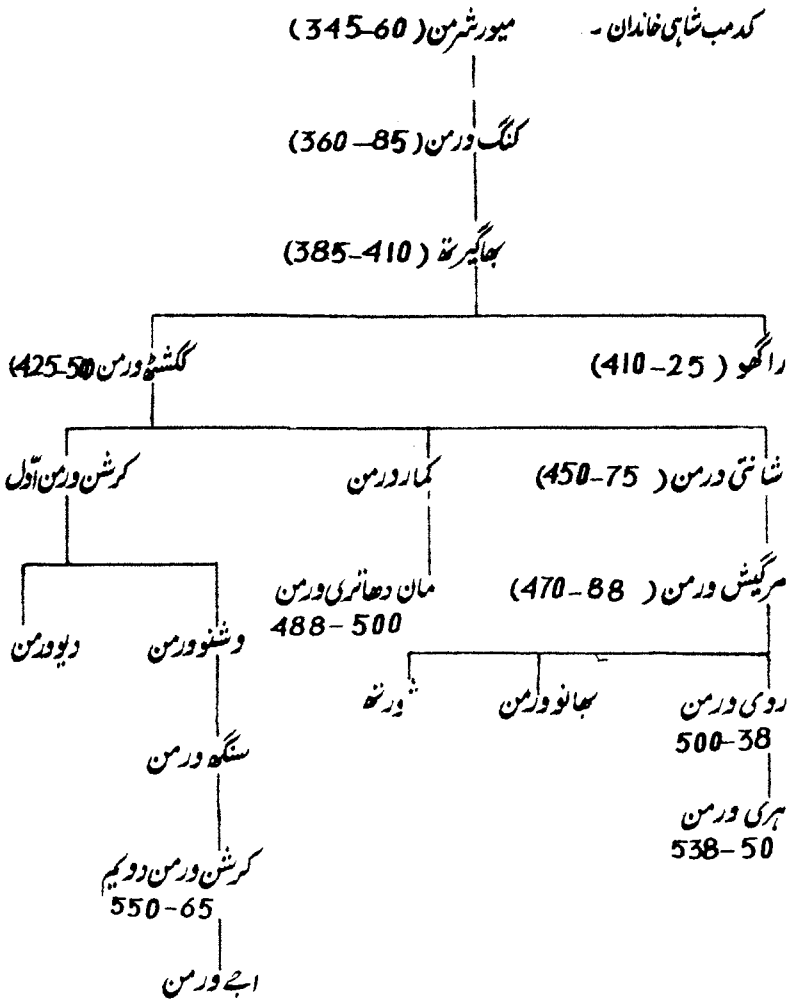 کدمب شاہی خاندان ۔
میور شرمن (345-60)
کنگ ورمن (360-85)
بھاگیرتھ (385-410)
راگھو (410-25)
ککشتھ ورمن (425-50)
شانتی ورمن (450-75)
کمار ورمن
کرشن ورمن اوّل
مرگیش ورمن (470-88)
مان دھاتری ورمن
488-500
وشنو ورمن
دیو ورمن
روی ورمن
500-38
بھانو ورمن
سنگھ ورمن
ہری ورمن
538-50
کرشن ورمن دوئم
550-65
اجے ورمن